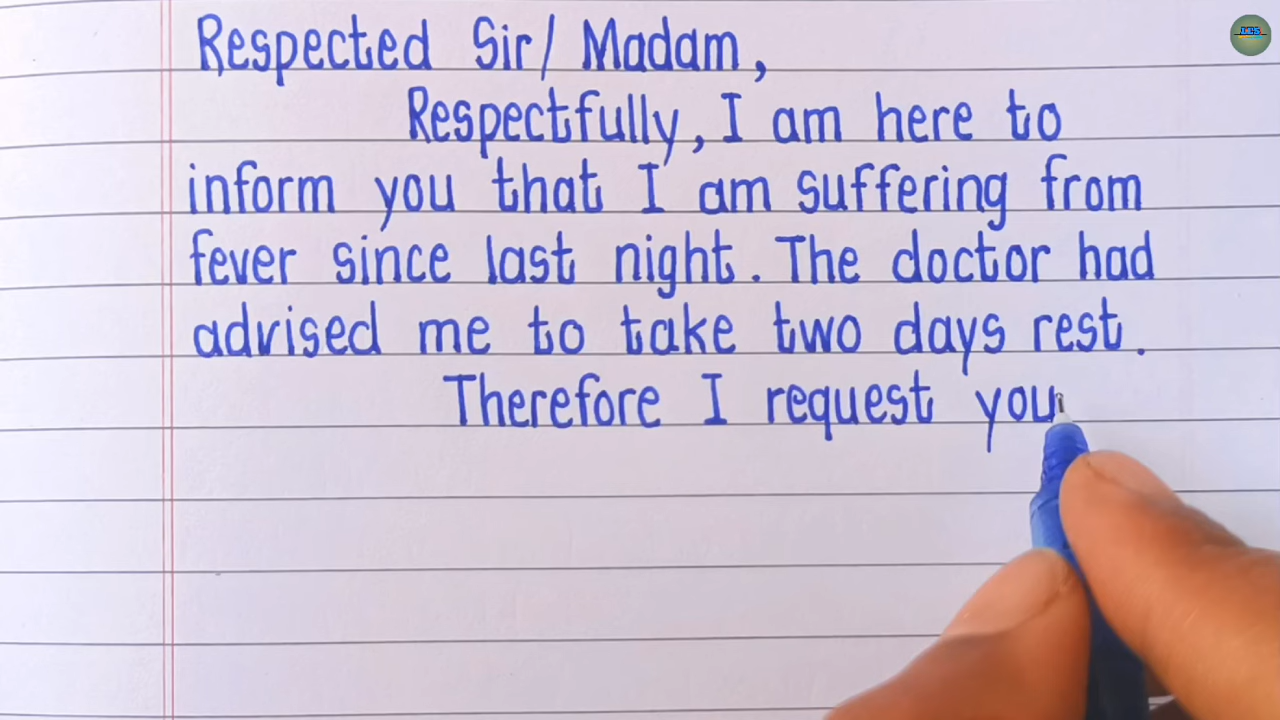 Respected Sir/ Madam,
Respectfully, I am here to
inform you that I am suffering from
fever since last night. The doctor had
advised me to take two days rest.
Therefore I request you